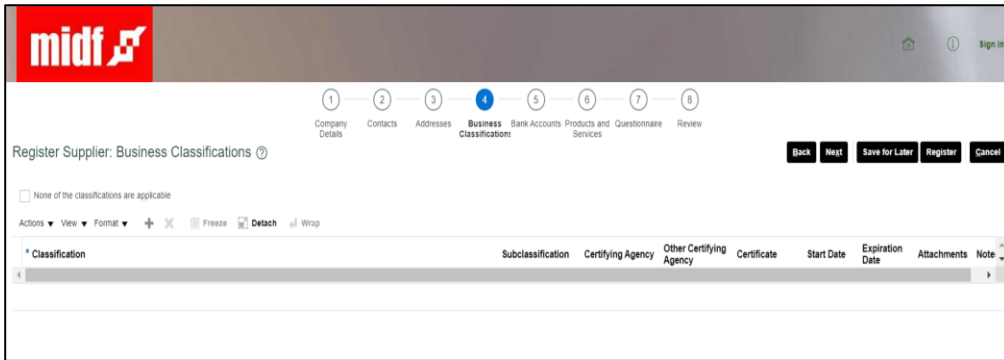 midf
Sign In
1 2 3 4 5 6 7 8
Company Details Contacts Addresses Business Classifications Bank Accounts Products and Services Questionnaire Review
Register Supplier: Business Classifications ?
Back Next Save for Later Register Cancel
None of the classifications are applicable
Actions View Format Freeze Detach Wrap
* Classification Subclassification Certifying Agency Other Certifying Agency Certificate Start Date Expiration Date Attachments Note